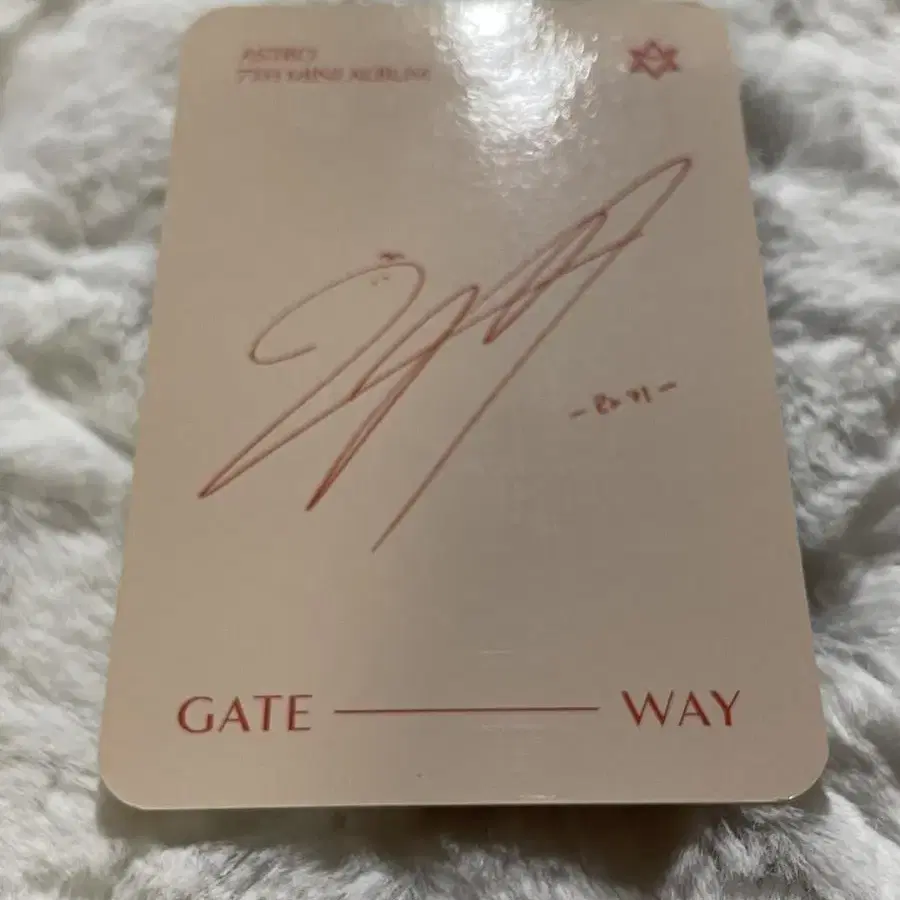 ASTRO
7TH MINI ALBUM
GATE WAY